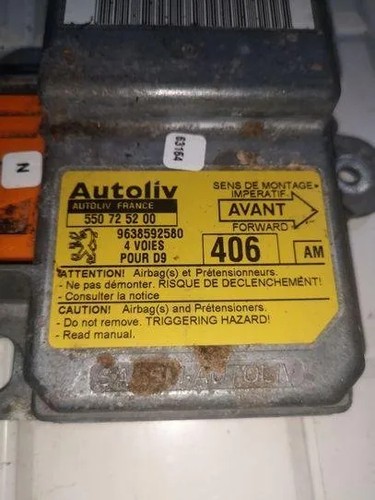 N
63164
Autoliv
AUTOLIV FRANCE
550 72 52 00
9638592580
4 VOIES
POUR D9
SENS DE MONTAGE
IMPERATIF
AVANT
FORWARD
406
AM
ATTENTION! Airbag(s) et Prétensionneurs.
- Ne pas démonter. RISQUE DE DECLENCHEMENT!
- Consulter la notice
CAUTION! Airbag(s) and Prétensioners.
- Do not remove. TRIGGERING HAZARD!
- Read manual.
AUTOLIV